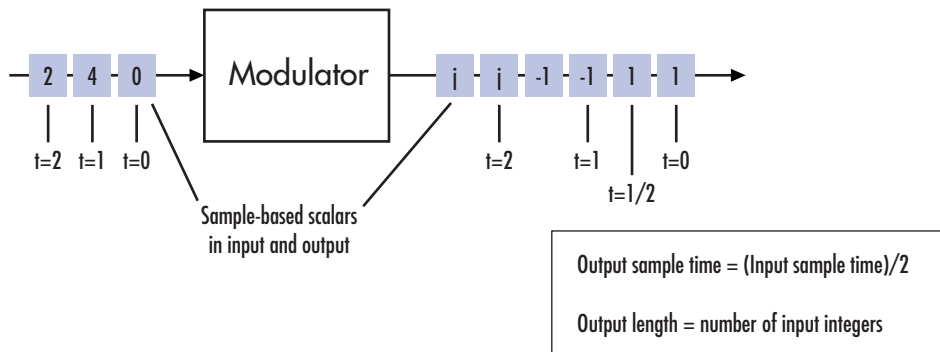 2 4 0 Modulator j j -1 -1 1 1
t=2 t=1 t=0 t=2 t=1 t=0
t=1/2
Sample-based scalars
in input and output
Output sample time = (Input sample time)/2
Output length = number of input integers